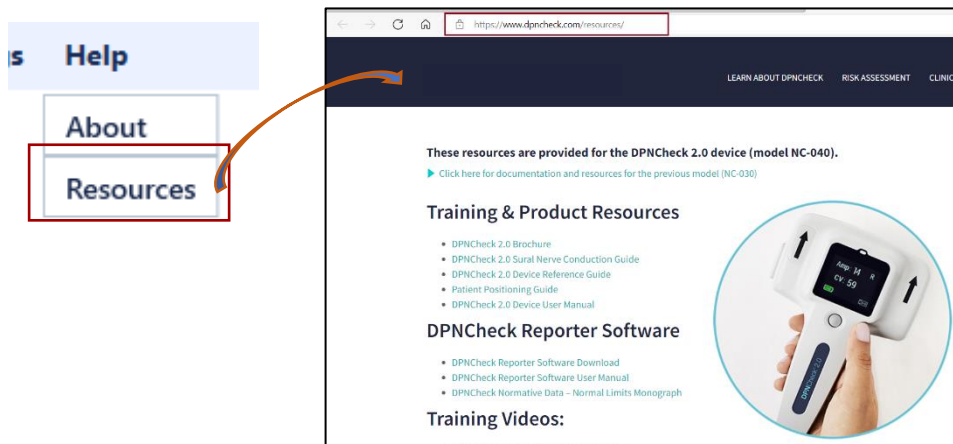 s Help
About
Resources
https://www.dpncheck.com/resources/
LEARN ABOUT DPNCHECK RISK ASSESSMENT CLINIC
These resources are provided for the DPNCheck 2.0 device (model NC-040).
Click here for documentation and resources for the previous model (NC-030)
Training & Product Resources
DPNCheck 2.0 Brochure
DPNCheck 2.0 Sural Nerve Conduction Guide
DPNCheck 2.0 Device Reference Guide
Patient Positioning Guide
DPNCheck 2.0 Device User Manual
Amp: 14 R
CV: 59
DPNCheck 2.0
DPNCheck Reporter Software
DPNCheck Reporter Software Download
DPNCheck Reporter Software User Manual
DPNCheck Normative Data – Normal Limits Monograph
Training Videos: